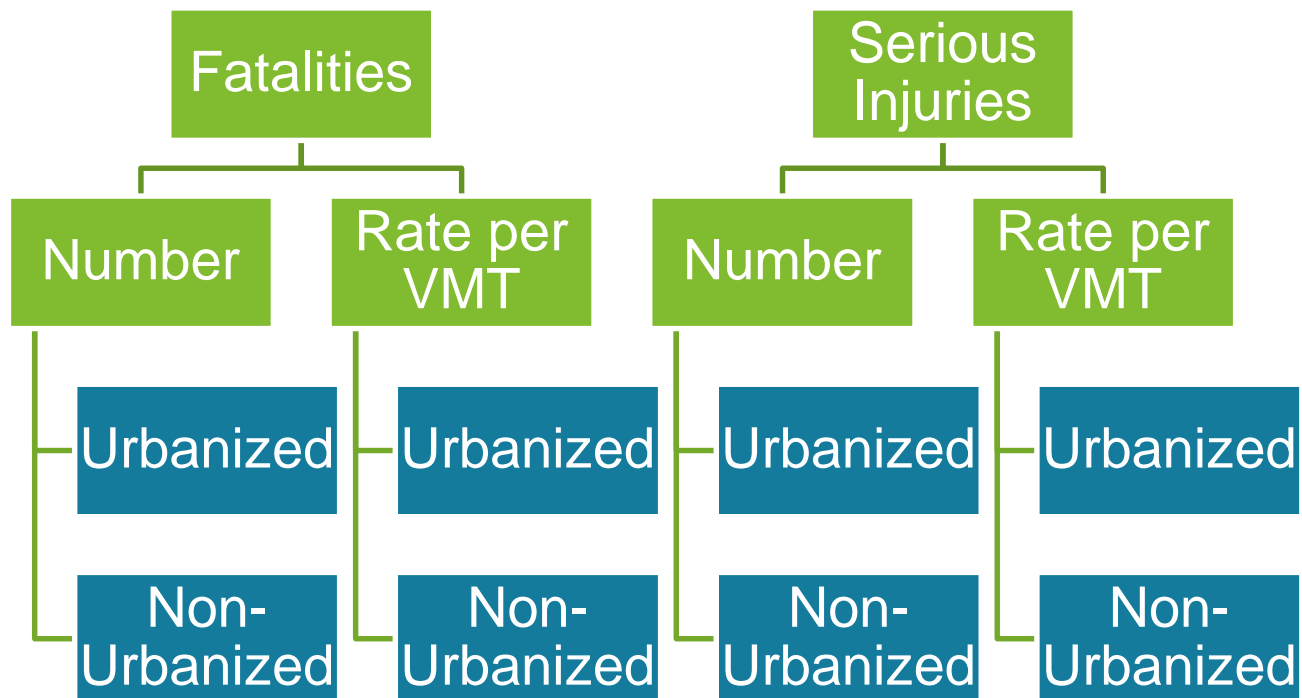 Fatalities
Serious
Injuries
Number
Rate per
VMT
Number
Rate per
VMT
Urbanized
Urbanized
Urbanized
Urbanized
Non-
Urbanized
Non-
Urbanized
Non-
Urbanized
Non-
Urbanized